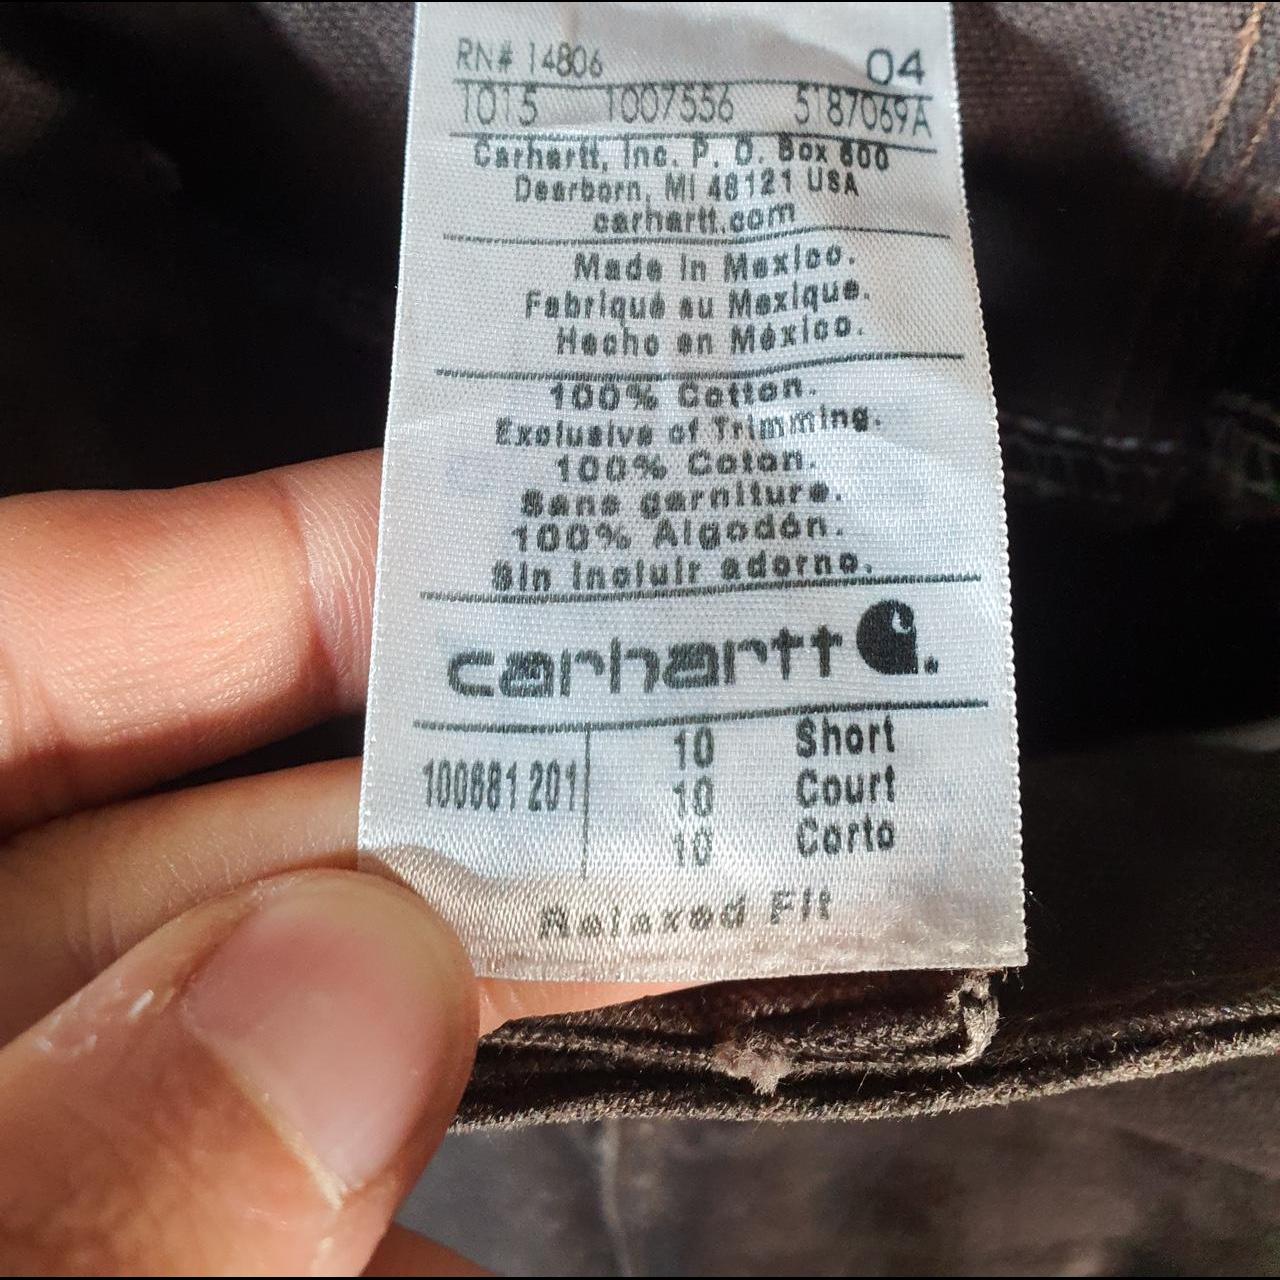 RN# 14806 04
1015 1007556 5187069A
Carhartt, Inc. P. O. Box 600
Dearborn, MI 48121 USA
carhartt.com
Made in Mexico.
Fabriqué au Mexique.
Hecho en México.
100% Cotton.
Exclusive of Trimming.
100% Coton.
Sans garniture.
100% Algodón.
Sin incluir adorno.
carhartt
100681 201 10 Short
10 Court
10 Corto
Relaxed Fit